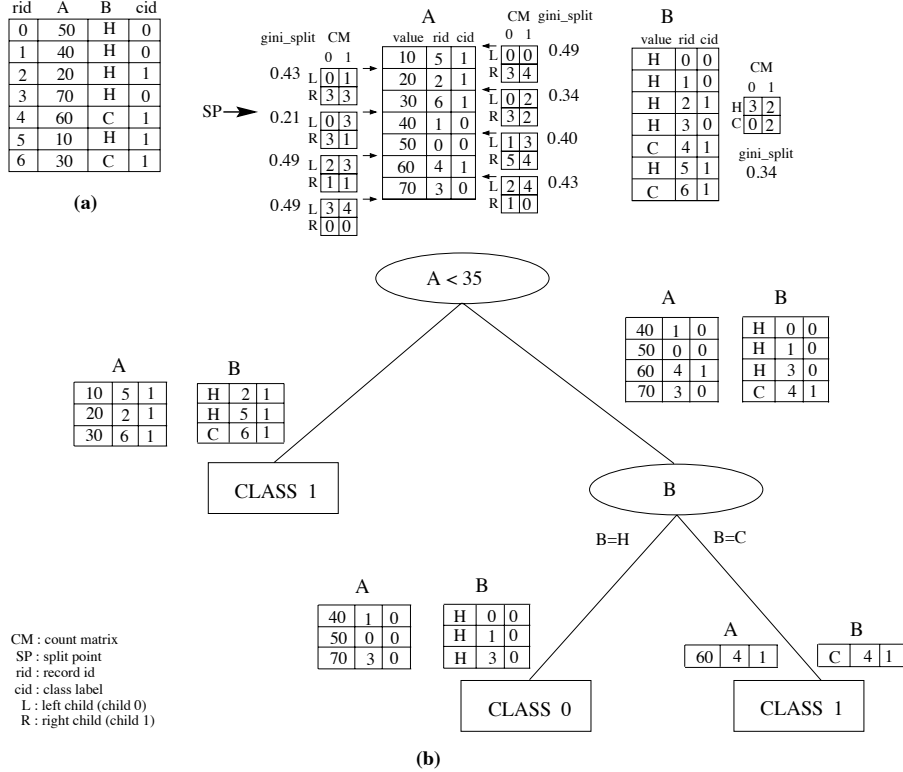 rid A B cid
0 50 H 0
1 40 H 0
2 20 H 1
3 70 H 0
4 60 C 1
5 10 H 1
6 30 C 1
(a)
A
value rid cid
10 5 1
20 2 1
30 6 1
40 1 0
50 0 0
60 4 1
70 3 0
gini_split CM
0 1
0.43 L 0 1
R 3 3
SP
0.21 L 0 3
R 3 1
0.49 L 2 3
R 1 1
0.49 L 3 4
R 0 0
CM gini_split
0 1
L 0 0 0.49
R 3 4
L 0 2 0.34
R 3 2
L 1 3 0.40
R 5 4
L 2 4 0.43
R 1 0
B
value rid cid
H 0 0
H 1 0
H 2 1
H 3 0
C 4 1
H 5 1
C 6 1
CM
0 1
H 3 2
C 0 2
gini_split
0.34
A < 35
A
10 5 1
20 2 1
30 6 1
B
H 2 1
H 5 1
C 6 1
CLASS 1
A
40 1 0
50 0 0
60 4 1
70 3 0
B
H 0 0
H 1 0
H 3 0
C 4 1
B
B=H
B=C
A
40 1 0
50 0 0
70 3 0
B
H 0 0
H 1 0
H 3 0
CLASS 0
A
60 4 1
B
C 4 1
CLASS 1
CM : count matrix
SP : split point
rid : record id
cid : class label
L : left child (child 0)
R : right child (child 1)
(b)